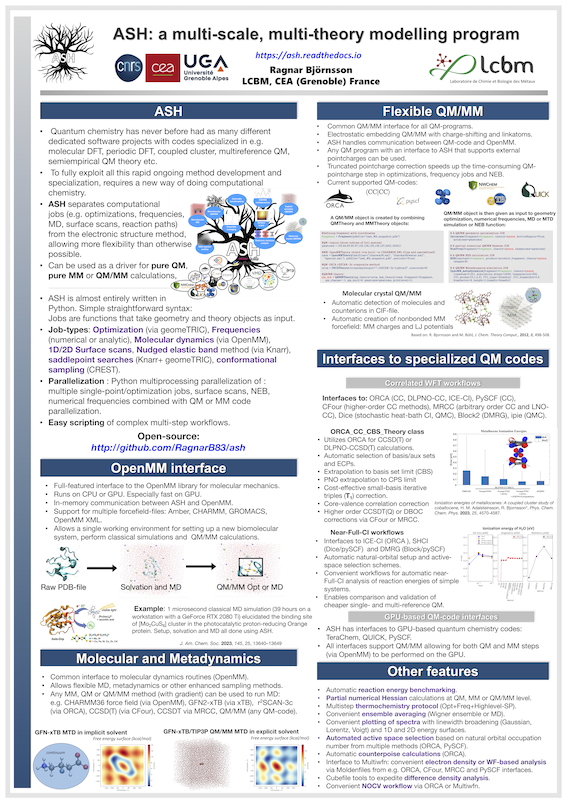 ASH: a multi-scale, multi-theory modelling program
https://ash.readthedocs.io
Ragnar Björnsson
LCBM, CEA (Grenoble) France
ASH
cnrs
cea
UGA
Université
Grenoble Alpes
lcbm
Laboratoire de Chimie et Biologie des Métaux
ASH
• Quantum chemistry has never before had as many different
dedicated software projects with codes specialized in e.g.
molecular DFT, periodic DFT, coupled cluster, multireference QM,
semiempirical QM theory etc.
• To fully exploit all this rapid ongoing method development and
specialization, requires a new way of doing computational
chemistry.
• ASH separates computational
jobs (e.g. optimizations, frequencies,
MD, surface scans, reaction paths)
from the electronic structure method,
allowing more flexibility than otherwise
possible.
• Can be used as a driver for pure QM,
pure MM or QM/MM calculations,
• ASH is almost entirely written in
Python. Simple straightforward syntax:
Jobs are functions that take geometry and theory objects as input.
• Job-types: Optimization (via geomeTRIC), Frequencies
(numerical or analytic), Molecular dynamics (via OpenMM),
1D/2D Surface scans, Nudged elastic band method (via Knarr),
saddlepoint searches (Knarr+ geomeTRIC), conformational
sampling (CREST).
• Parallelization : Python multiprocessing parallelization of :
multiple single-point/optimization jobs, surface scans, NEB,
numerical frequencies combined with QM or MM code
parallelization.
• Easy scripting of complex multi-step workflows.
Open-source:
http://github.com/RagnarB83/ash
OpenMM interface
• Full-featured interface to the OpenMM library for molecular mechanics.
• Runs on CPU or GPU. Especially fast on GPU.
• In-memory communication between ASH and OpenMM.
• Support for multiple forcefield-files: Amber, CHARMM, GROMACS,
OpenMM XML.
• Allows a single working environment for setting up a new biomolecular
system, perform classical simulations and QM/MM calculations.
Raw PDB-file
Solvation and MD
QM/MM Opt or MD
Example: 1 microsecond classical MD simulation (39 hours on a
workstation with a GeForce RTX 2080 Ti) elucidated the binding site
of [Mo₂CuS₆] cluster in the photocatalytic proton-reducing Orange
protein. Setup, solvation and MD all done using ASH.
J. Am. Chem. Soc. 2023, 145, 25, 13640–13649
Molecular and Metadynamics
• Common interface to molecular dynamics routines (OpenMM).
• Allows flexible MD, metadynamics or other enhanced sampling methods.
• Any MM, QM or QM/MM method (with gradient) can be used to run MD:
e.g. CHARMM36 force field (via OpenMM), GFN2-xTB (via xTB), r²SCAN-3c
(via ORCA), CCSD(T) (via CFour), CCSDT via MRCC, QM/MM (any QM-code).
GFN-xTB MD in implicit solvent
Free energy surface (kcal/mol)
GFN-xTB/TIP3P QM/MM MTD in explicit solvent
Free energy surface (kcal/mol)
Flexible QM/MM
• Common QM/MM interface for all QM-programs.
• Electrostatic embedding QM/MM with charge-shifting and linkatoms.
• ASH handles communication between QM-code and OpenMM.
• Any QM program with an interface to ASH that supports external
pointcharges can be used.
• Truncated pointcharge correction speeds up the time-consuming QM-
pointcharge step in optimizations, frequency jobs and NEB.
• Current supported QM-codes:
ORCA
pyscf
NWChem
QUICK
A QM/MM object is created by combining
QMTheory and MMTheory objects:
QM/MM object is then given as input to geometry
optimization, numerical frequencies, MD or MTD
simulation or NEB function:
Molecular crystal QM/MM
• Automatic detection of molecules and
counterions in CIF-file.
• Automatic creation of nonbonded MM
forcefield: MM charges and LJ potentials
Interfaces to specialized QM codes
Correlated WFT workflows
Interfaces to: ORCA (CC, DLPNO-CC, ICE-CI), PySCF (CC),
CFour (higher-order CC methods), MRCC (arbitrary order CC and LNO-
CC), Dice (stochastic heat-bath CI, QMC), Block2 (DMRG), ipie (QMC).
ORCA_CC_CBS_Theory class
• Utilizes ORCA for CCSD(T) or
DLPNO-CCSD(T) calculations.
• Automatic selection of basis/aux sets
and ECPs.
• Extrapolation to basis set limit (CBS)
• PNO extrapolation to CPS limit
• Cost-effective small-basis iterative
triples (T₁) correction.
• Core-valence correlation correction
• Higher order CCSDT(Q) or DBOC
corrections via CFour or MRCC.
Metallocene Ionization Energies
Ionization energies of metallocenes: A coupled cluster study of
cobaltocene, H. M. Adalsteinsson, R. Bjornsson*, Phys. Chem.
Chem. Phys. 2023, 25, 4570-4587
Near-Full-CI workflows
• Interfaces to ICE-CI (ORCA ), SHCI
(Dice/pySCF) and DMRG (Block/pySCF)
• Automatic natural-orbital setup and active-
space selection schemes.
• Convenient workflows for automatic near-
Full-CI analysis of reaction energies of simple
systems.
• Enables comparison and validation of
cheaper single- and multi-reference QM.
Ionization energy of H₂O (eV)
GPU-based QM-code interfaces
• ASH has interfaces to GPU-based quantum chemistry codes:
TeraChem, QUICK, PySCF.
• All interfaces support QM/MM allowing for both QM and MM steps
(via OpenMM) to be performed on the GPU.
Other features
• Automatic reaction energy benchmarking.
• Partial numerical Hessian calculations at QM, MM or QM/MM level.
• Multistep thermochemistry protocol (Opt+Freq+Highlevel-SP).
• Convenient ensemble averaging (Wigner ensemble or MD).
• Convenient plotting of spectra with linewidth broadening (Gaussian,
Lorentz, Voigt) and 1D and 2D energy surfaces.
• Automated active space selection based on natural orbital occupation
number from multiple methods (ORCA, PySCF).
• Automatic counterpoise calculations (ORCA).
• Interface to Multiwfn: convenient electron density or WF-based analysis
via Moldenfiles from e.g. ORCA, CFour, MRCC and PySCF interfaces.
• Cubefile tools to expedite difference density analysis.
• Convenient NOCV workflow via ORCA or Multiwfn.